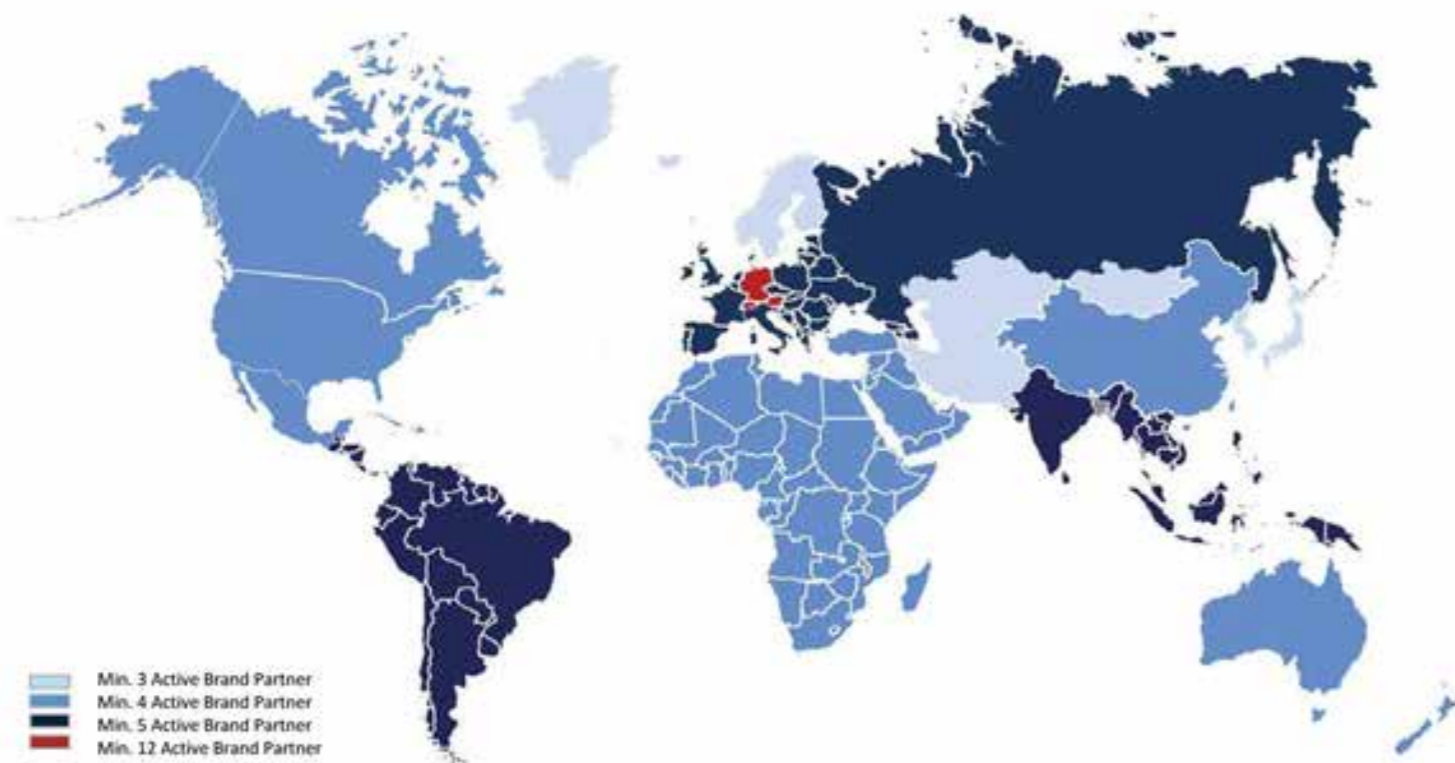 Min. 3 Active Brand Partner
Min. 4 Active Brand Partner
Min. 5 Active Brand Partner
Min. 12 Active Brand Partner